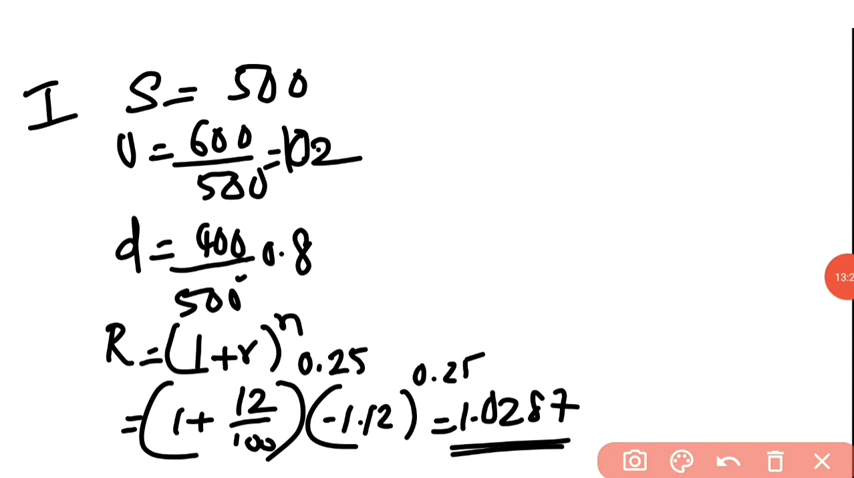 I S = 500
U = 600/500 = 1.2
d = 400/500 0.8
R = (1+r)^n 0.25
= (1 + 12/100) (-1.12)^0.25 = 1.0287
13:2